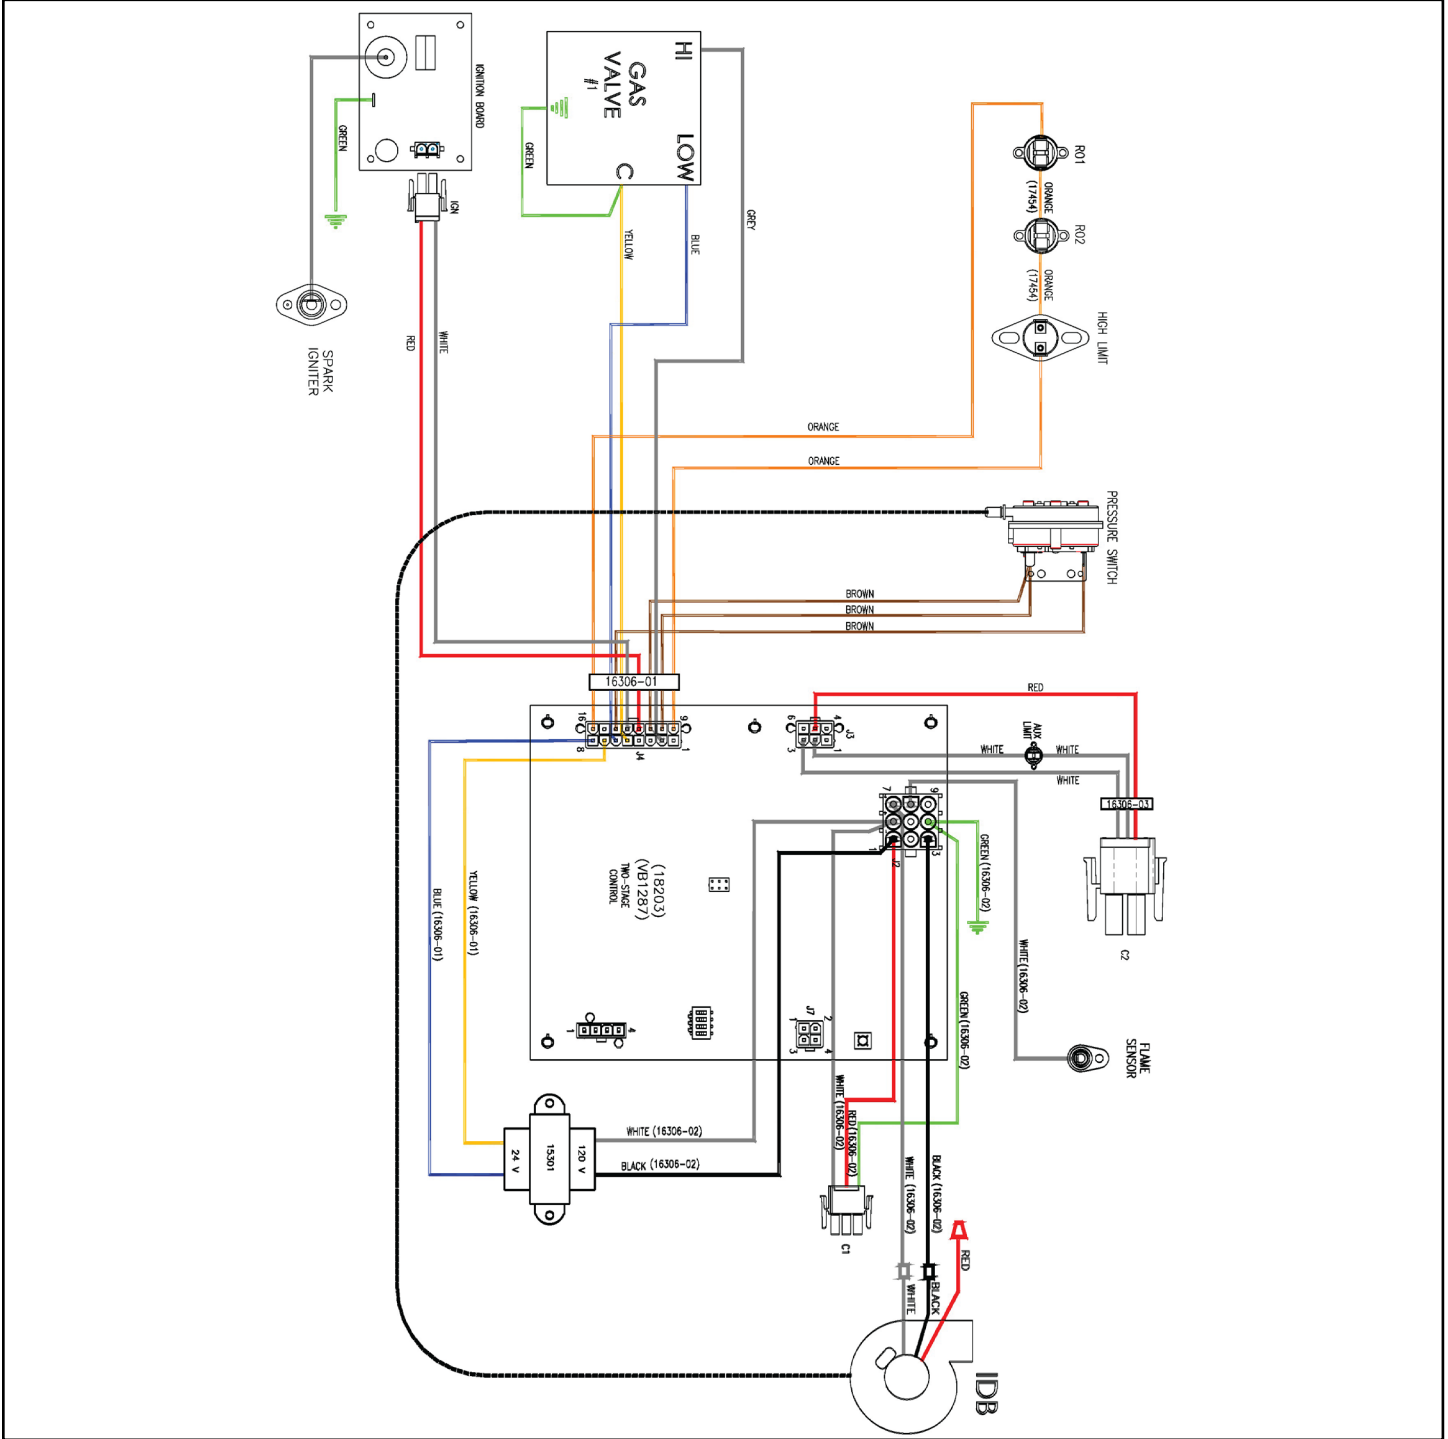 IGNITION BOARD
GREEN
IGN
WHITE
RED
SPARK
IGNITER
HI
GAS
VALVE
#1
LOW
C
GREEN
YELLOW
BLUE
GREY
RO1
ORANGE
(17454)
RO2
ORANGE
(17454)
HIGH LIMIT
ORANGE
ORANGE
PRESSURE SWITCH
BROWN
BROWN
BROWN
16306-01
16
9
8
1
J4
6
4
3
1
J3
RED
AUX
LIMIT
WHITE
WHITE
WHITE
16306-03
C2
7
9
1
3
J2
GREEN (16306-02)
WHITE (16306-02)
GREEN (16306-02)
FLAME
SENSOR
(18203)
(VB1287)
TWO-STAGE
CONTROL
YELLOW (16306-01)
BLUE (16306-01)
1
4
J7
1
2
3
4
WHITE (16306-02)
RED (16306-02)
C1
WHITE (16306-02)
BLACK (16306-02)
24 V
15301
120 V
WHITE (16306-02)
BLACK (16306-02)
RED
WHITE
BLACK
IDB